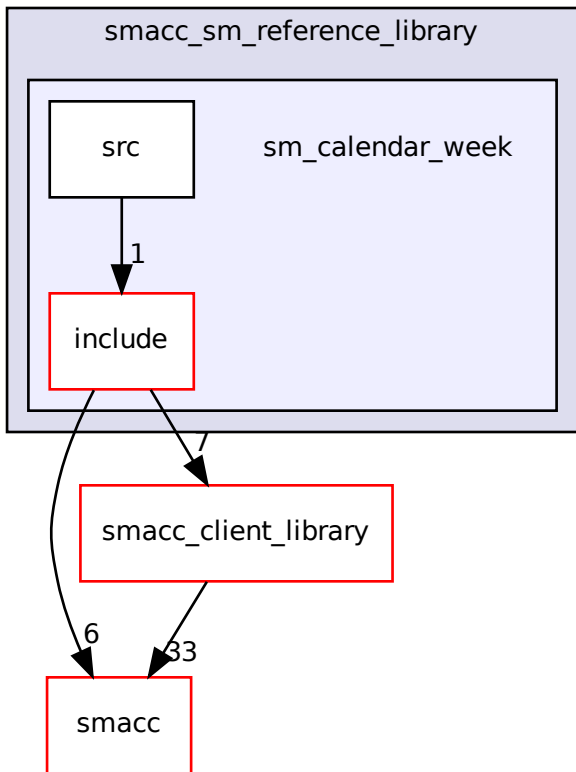 smacc_sm_reference_library
src
sm_calendar_week
1
include
7
smacc_client_library
6
33
smacc